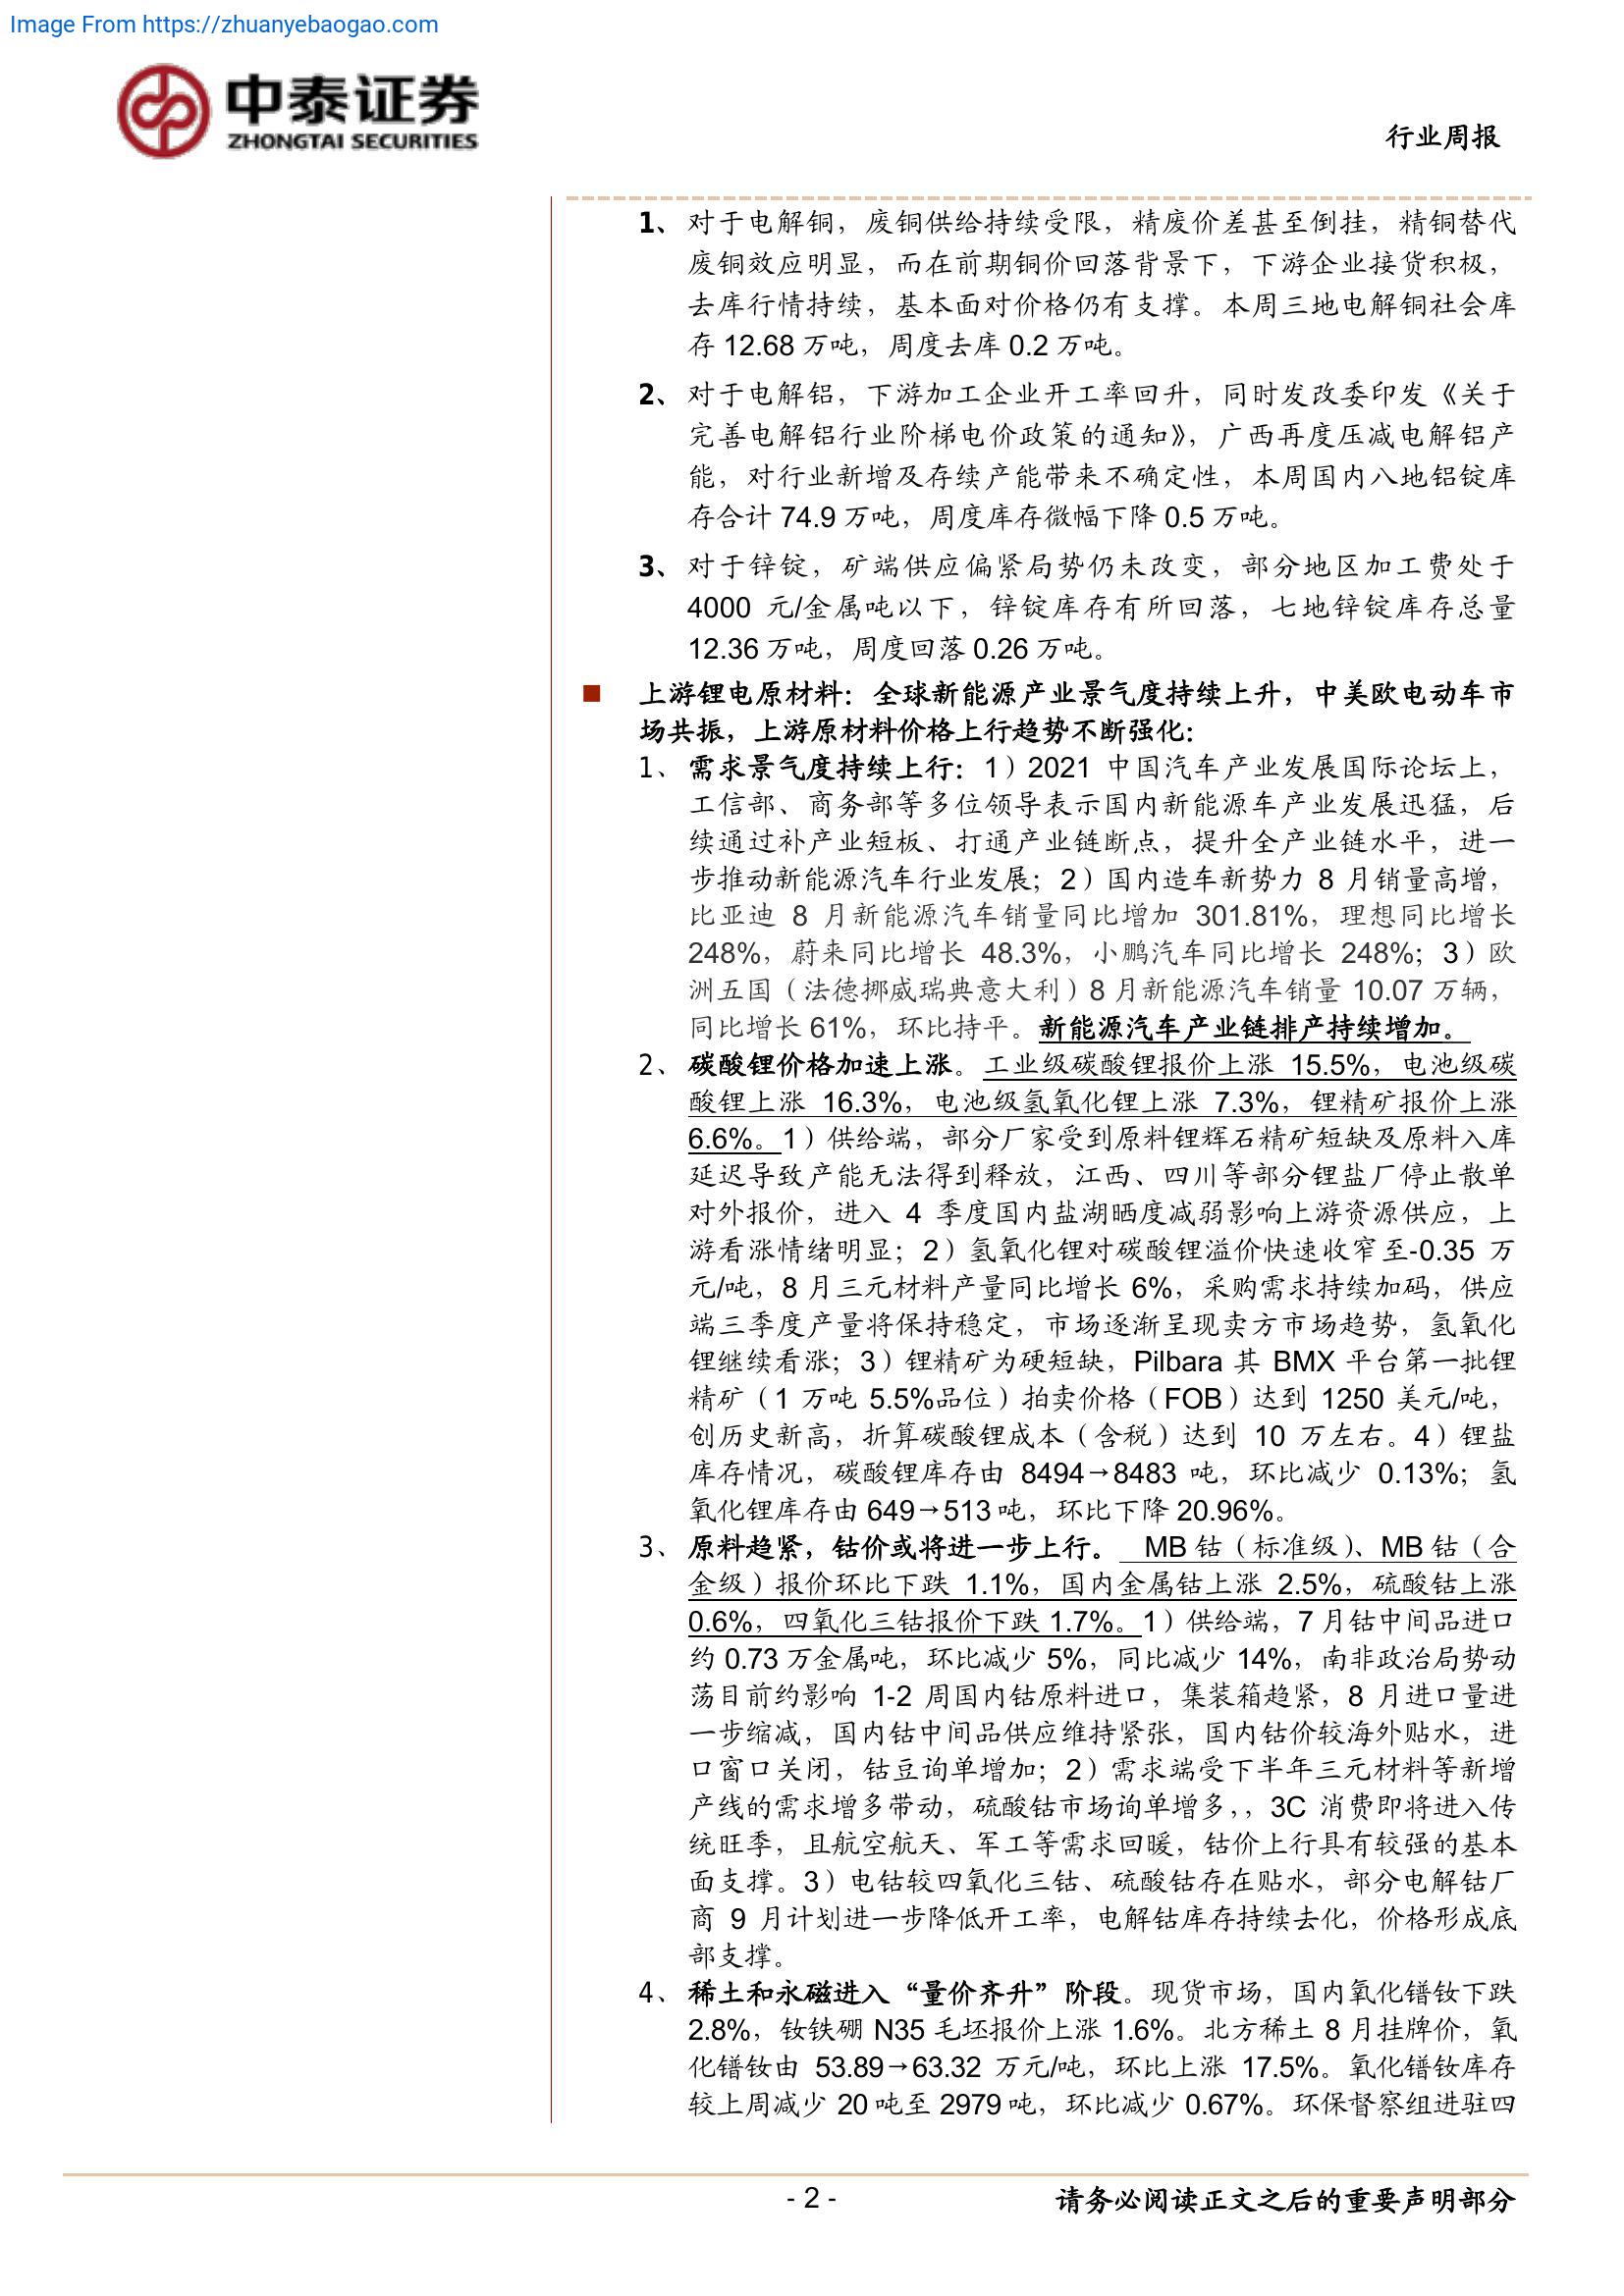 Image From https://zhuanyebaogao.com
中泰证券
ZHONGTAI SECURITIES
行业周报
1、对于电解铜，废铜供给持续受限，精废价差甚至倒挂，精铜替代
废铜效应明显，而在前期铜价回落背景下，下游企业接货积极，
去库行情持续，基本面对价格仍有支撑。本周三地电解铜社会库
存 12.68 万吨，周度去库 0.2 万吨。
2、对于电解铝，下游加工企业开工率回升，同时发改委印发《关于
完善电解铝行业阶梯电价政策的通知》，广西再度压减电解铝产
能，对行业新增及存续产能带来不确定性，本周国内八地铝锭库
存合计 74.9 万吨，周度库存微幅下降 0.5 万吨。
3、对于锌锭，矿端供应偏紧局势仍未改变，部分地区加工费处于
4000 元/金属吨以下，锌锭库存有所回落，七地锌锭库存总量
12.36 万吨，周度回落 0.26 万吨。
■ 上游锂电原材料：全球新能源产业景气度持续上升，中美欧电动车市
场共振，上游原材料价格上行趋势不断强化：
1、需求景气度持续上行：1）2021 中国汽车产业发展国际论坛上，
工信部、商务部等多位领导表示国内新能源车产业发展迅猛，后
续通过补产业短板、打通产业链断点，提升全产业链水平，进一
步推动新能源汽车行业发展；2）国内造车新势力 8 月销量高增，
比亚迪 8 月新能源汽车销量同比增加 301.81%，理想同比增长
248%，蔚来同比增长 48.3%，小鹏汽车同比增长 248%；3）欧
洲五国（法德挪威瑞典意大利）8 月新能源汽车销量 10.07 万辆，
同比增长 61%，环比持平。新能源汽车产业链排产持续增加。
2、碳酸锂价格加速上涨。工业级碳酸锂报价上涨 15.5%，电池级碳
酸锂上涨 16.3%，电池级氢氧化锂上涨 7.3%，锂精矿报价上涨
6.6%。1）供给端，部分厂家受到原料锂辉石精矿短缺及原料入库
延迟导致产能无法得到释放，江西、四川等部分锂盐厂停止散单
对外报价，进入 4 季度国内盐湖晒度减弱影响上游资源供应，上
游看涨情绪明显；2）氢氧化锂对碳酸锂溢价快速收窄至-0.35 万
元/吨，8 月三元材料产量同比增长 6%，采购需求持续加码，供应
端三季度产量将保持稳定，市场逐渐呈现卖方市场趋势，氢氧化
锂继续看涨；3）锂精矿为硬短缺，Pilbara 其 BMX 平台第一批锂
精矿（1 万吨 5.5%品位）拍卖价格（FOB）达到 1250 美元/吨，
创历史新高，折算碳酸锂成本（含税）达到 10 万左右。4）锂盐
库存情况，碳酸锂库存由 8494→8483 吨，环比减少 0.13%；氢
氧化锂库存由 649→513 吨，环比下降 20.96%。
3、原料趋紧，钴价或将进一步上行。 MB 钴（标准级）、MB 钴（合
金级）报价环比下跌 1.1%，国内金属钴上涨 2.5%，硫酸钴上涨
0.6%，四氧化三钴报价下跌 1.7%。1）供给端，7 月钴中间品进口
约 0.73 万金属吨，环比减少 5%，同比减少 14%，南非政治局势动
荡目前约影响 1-2 周国内钴原料进口，集装箱趋紧，8 月进口量进
一步缩减，国内钴中间品供应维持紧张，国内钴价较海外贴水，进
口窗口关闭，钴豆询单增加；2）需求端受下半年三元材料等新增
产线的需求增多带动，硫酸钴市场询单增多，，3C 消费即将进入传
统旺季，且航空航天、军工等需求回暖，钴价上行具有较强的基本
面支撑。3）电钴较四氧化三钴、硫酸钴存在贴水，部分电解钴厂
商 9 月计划进一步降低开工率，电解钴库存持续去化，价格形成底
部支撑。
4、稀土和永磁进入“量价齐升”阶段。现货市场，国内氧化镨钕下跌
2.8%，钕铁硼 N35 毛坯报价上涨 1.6%。北方稀土 8 月挂牌价，氧
化镨钕由 53.89→63.32 万元/吨，环比上涨 17.5%。氧化镨钕库存
较上周减少 20 吨至 2979 吨，环比减少 0.67%。环保督察组进驻四
- 2 -
请务必阅读正文之后的重要声明部分